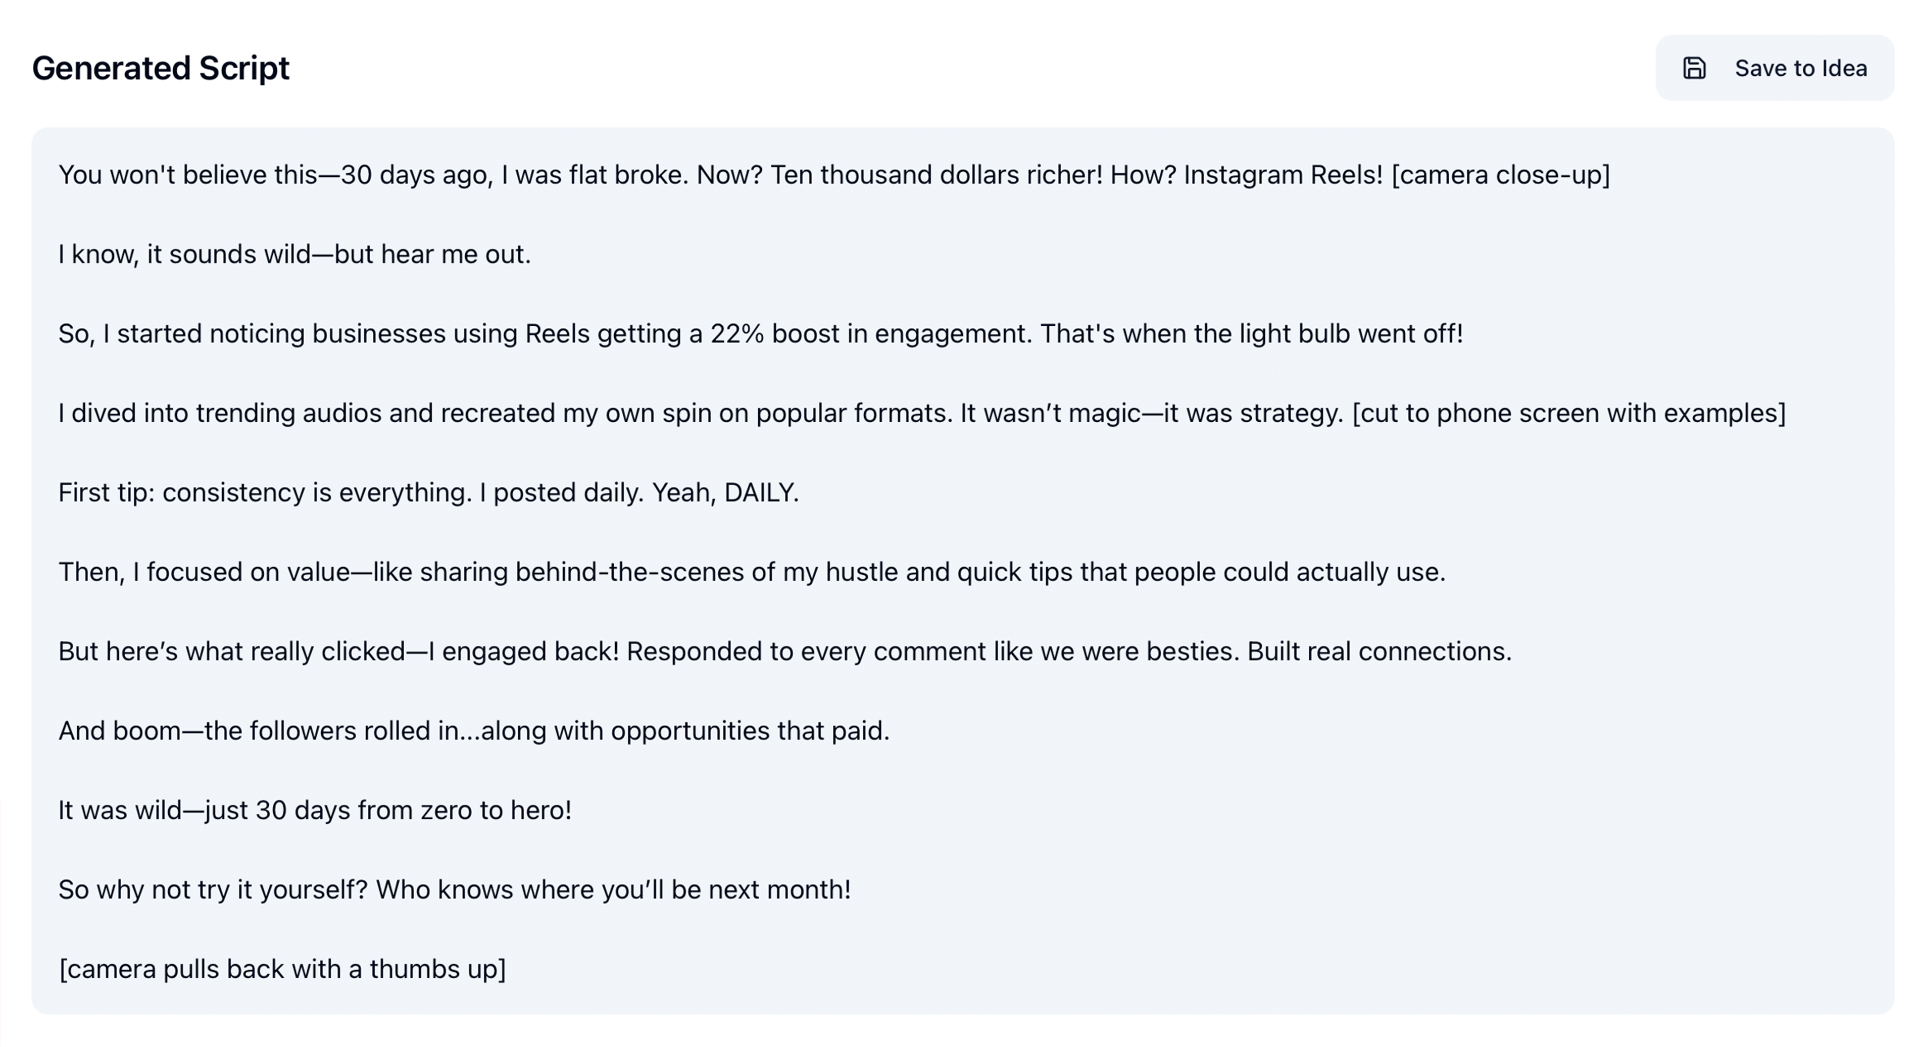 Generated Script
Save to Idea
You won't believe this—30 days ago, I was flat broke. Now? Ten thousand dollars richer! How? Instagram Reels! [camera close-up]
I know, it sounds wild—but hear me out.
So, I started noticing businesses using Reels getting a 22% boost in engagement. That's when the light bulb went off!
I dived into trending audios and recreated my own spin on popular formats. It wasn’t magic—it was strategy. [cut to phone screen with examples]
First tip: consistency is everything. I posted daily. Yeah, DAILY.
Then, I focused on value—like sharing behind-the-scenes of my hustle and quick tips that people could actually use.
But here’s what really clicked—I engaged back! Responded to every comment like we were besties. Built real connections.
And boom—the followers rolled in...along with opportunities that paid.
It was wild—just 30 days from zero to hero!
So why not try it yourself? Who knows where you’ll be next month!
[camera pulls back with a thumbs up]